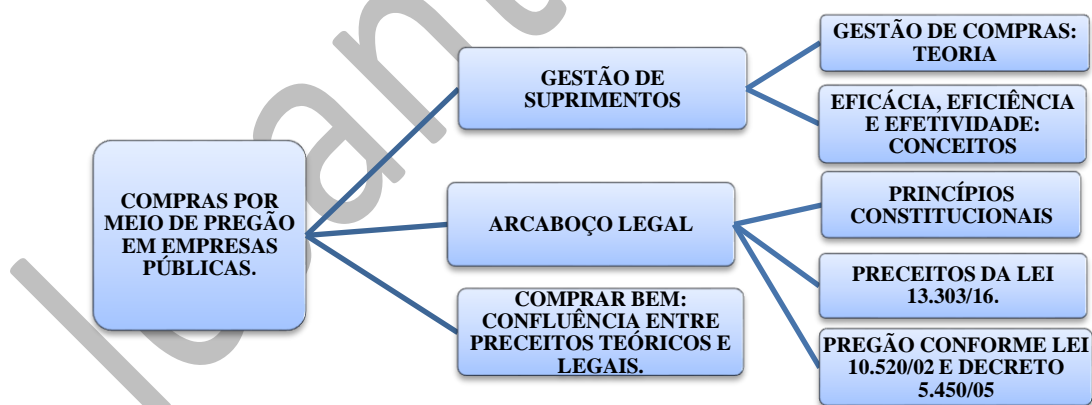 COMPRAS POR
MEIO DE PREGÃO
EM EMPRESAS
PÚBLICAS.
GESTÃO DE
SUPRIMENTOS
GESTÃO DE COMPRAS:
TEORIA
EFICÁCIA, EFICIÊNCIA
E EFETIVIDADE:
CONCEITOS
ARCABOÇO LEGAL
PRINCÍPIOS
CONSTITUCIONAIS
PRECEITOS DA LEI
13.303/16.
PREGÃO CONFORME LEI
10.520/02 E DECRETO
5.450/05
COMPRAR BEM:
CONFLUÊNCIA ENTRE
PRECEITOS TEÓRICOS E
LEGAIS.